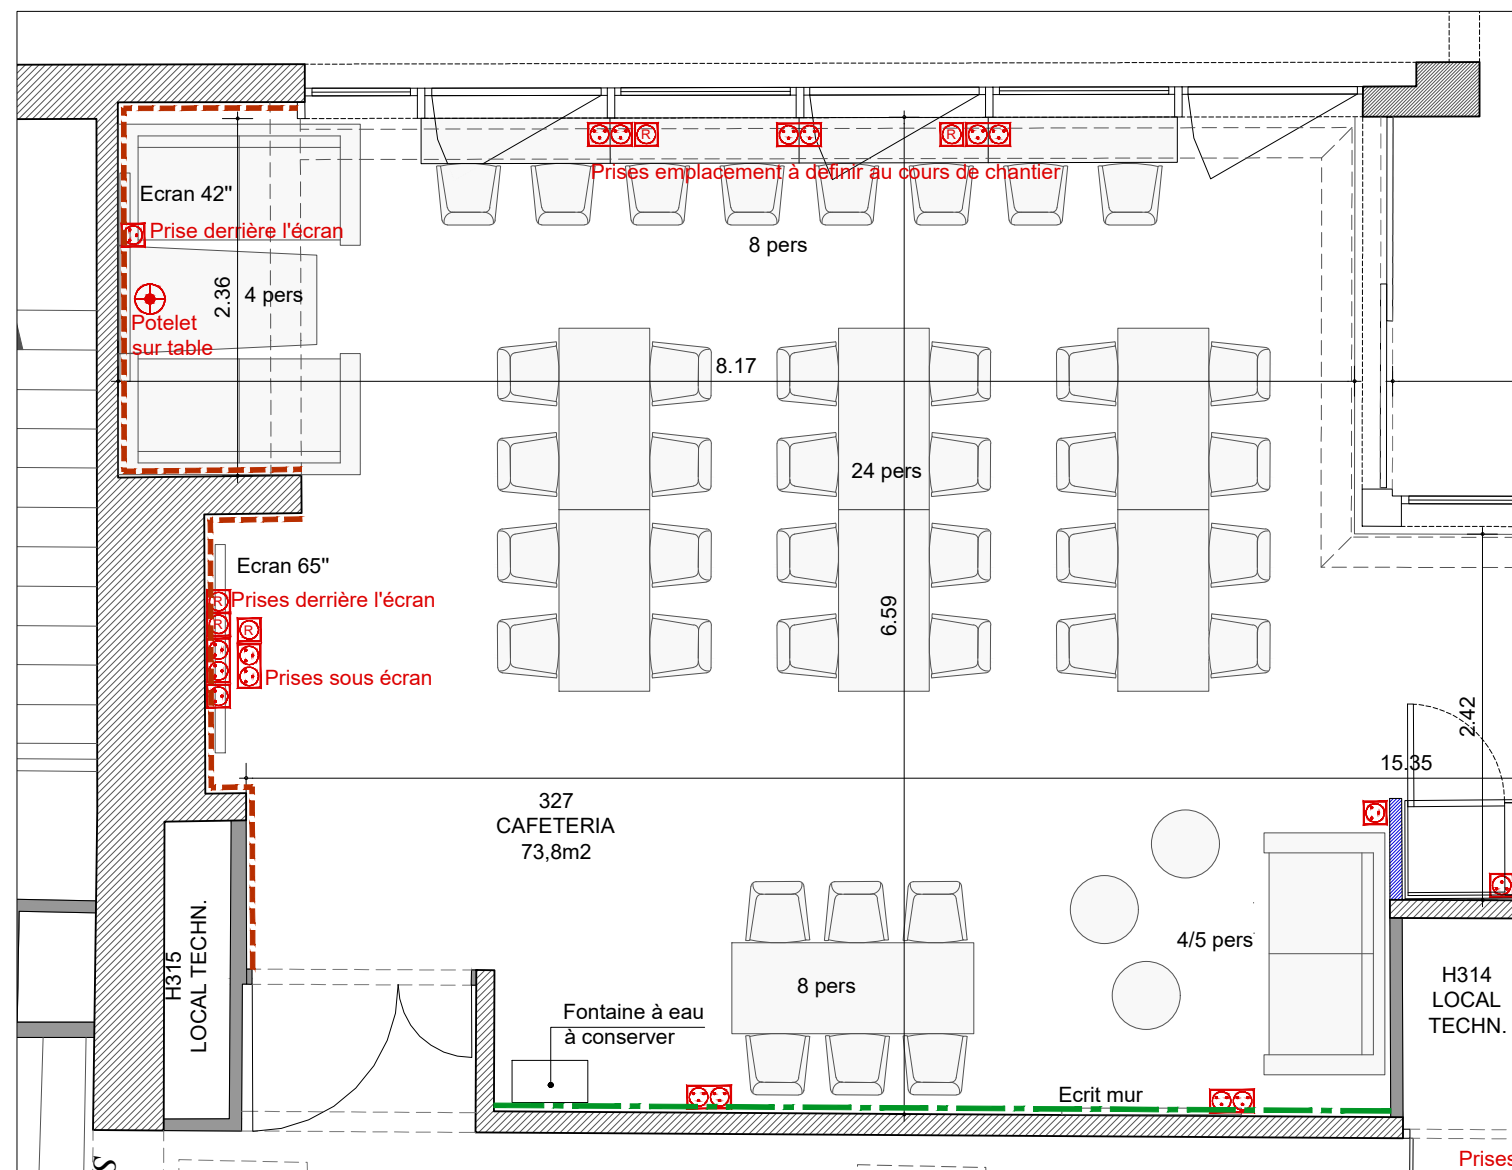 R
R
Prises emplacement à définir au cours de chantier
Ecran 42"
Prise derrière l'écran
8 pers
2.36
4 pers
Potelet
sur table
8.17
24 pers
Ecran 65"
R
Prises derrière l'écran
R
R
6.59
Prises sous écran
2.42
15.35
327
CAFETERIA
73,8m2
H315
LOCAL TECHN.
4/5 pers
8 pers
H314
LOCAL
TECHN.
Fontaine à eau
à conserver
Ecrit mur
S
Prises